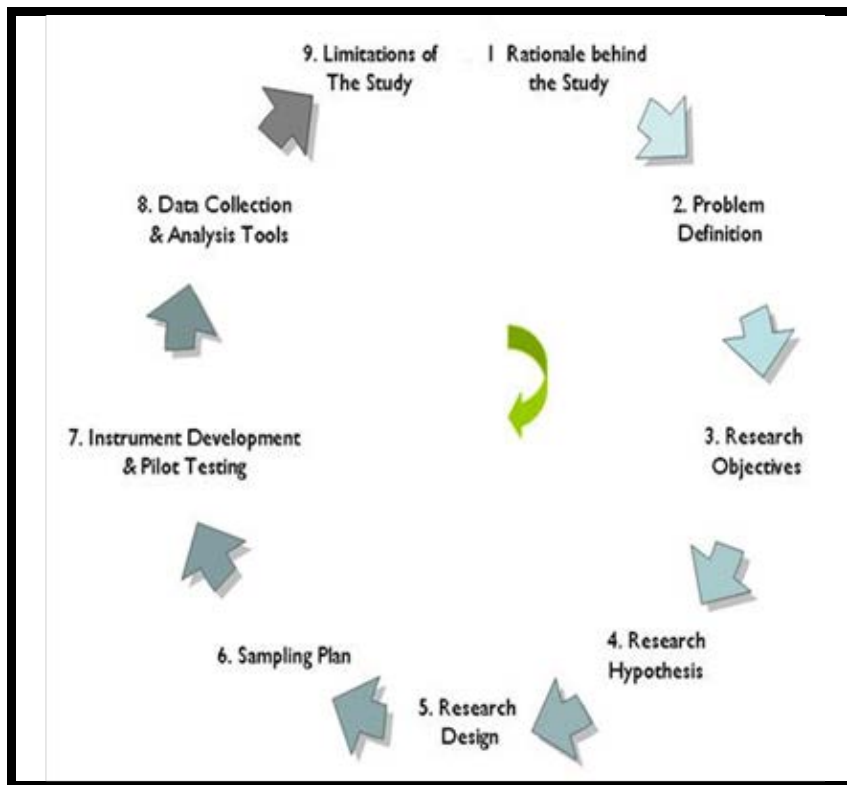 1 Rationale behind
the Study
2. Problem
Definition
3. Research
Objectives
4. Research
Hypothesis
5. Research
Design
6. Sampling Plan
7. Instrument Development
& Pilot Testing
8. Data Collection
& Analysis Tools
9. Limitations of
The Study